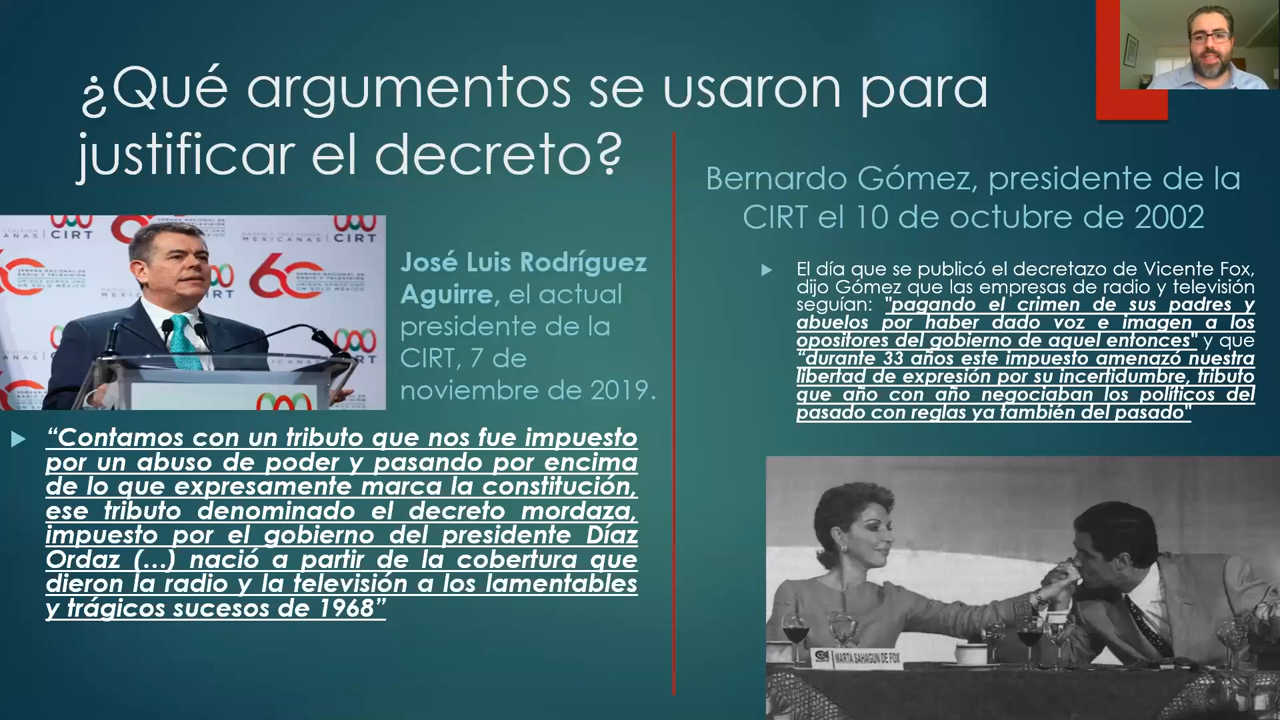 ¿Qué argumentos se usaron para
justificar el decreto?
CIRT
MEXICANAS
CIRT
60
José Luis Rodríguez
Aguirre, el actual
presidente de la
CIRT, 7 de
noviembre de 2019.
“Contamos con un tributo que nos fue impuesto
por un abuso de poder y pasando por encima
de lo que expresamente marca la constitución,
ese tributo denominado el decreto mordaza,
impuesto por el gobierno del presidente Díaz
Ordaz (...) nació a partir de la cobertura que
dieron la radio y la televisión a los lamentables
y trágicos sucesos de 1968”
Bernardo Gómez, presidente de la
CIRT el 10 de octubre de 2002
El día que se publicó el decretazo de Vicente Fox,
dijo Gómez que las empresas de radio y televisión
seguían: "pagando el crimen de sus padres y
abuelos por haber dado voz e imagen a los
opositores del gobierno de aquel entonces" y que
“durante 33 años este impuesto amenazó nuestra
libertad de expresión por su incertidumbre, tributo
que año con año negociaban los políticos del
pasado con reglas ya también del pasado"
MARTA SAHAGUN DE FOX